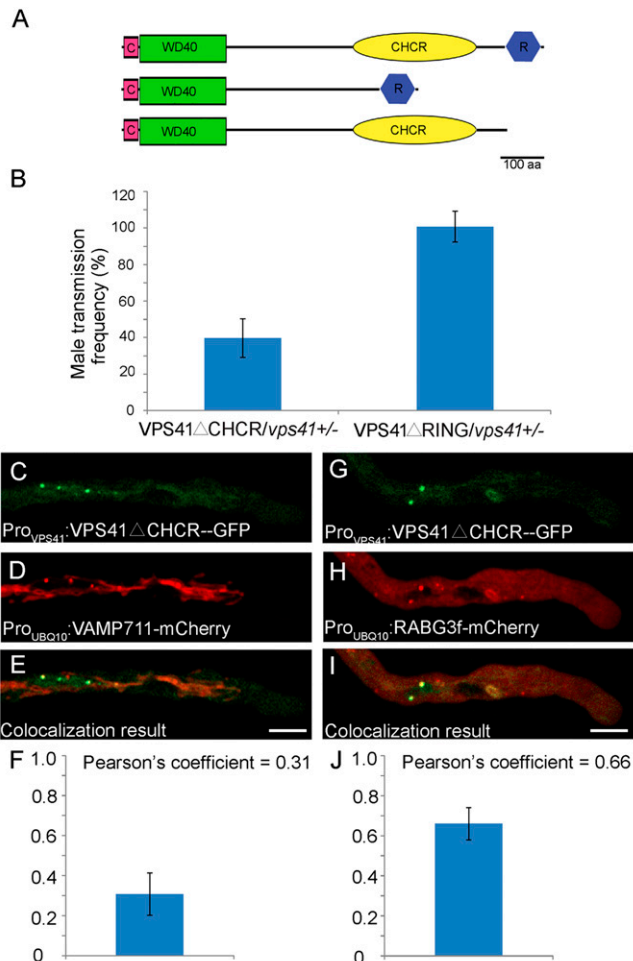 A
C WD40 CHCR R
C WD40 R
C WD40 CHCR
100 aa
B
120
100
80
60
40
20
0
Male transmission
frequency (%)
VPS41△CHCR/vps41+/-
VPS41△RING/vps41+/-
C
ProVPS41:VPS41△CHCR--GFP
D
ProUBQ10:VAMP711-mCherry
E
Colocalization result
F
Pearson's coefficient = 0.31
1.0
0.8
0.6
0.4
0.2
0
G
ProVPS41:VPS41△CHCR--GFP
H
ProUBQ10:RABG3f-mCherry
I
Colocalization result
J
Pearson's coefficient = 0.66
1.0
0.8
0.6
0.4
0.2
0